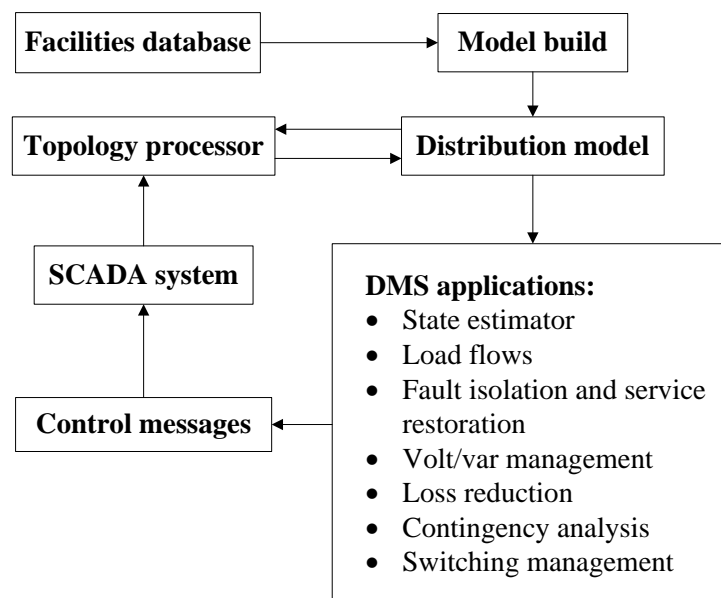 Facilities database
Model build
Topology processor
Distribution model
SCADA system
Control messages
DMS applications:
• State estimator
• Load flows
• Fault isolation and service
restoration
• Volt/var management
• Loss reduction
• Contingency analysis
• Switching management